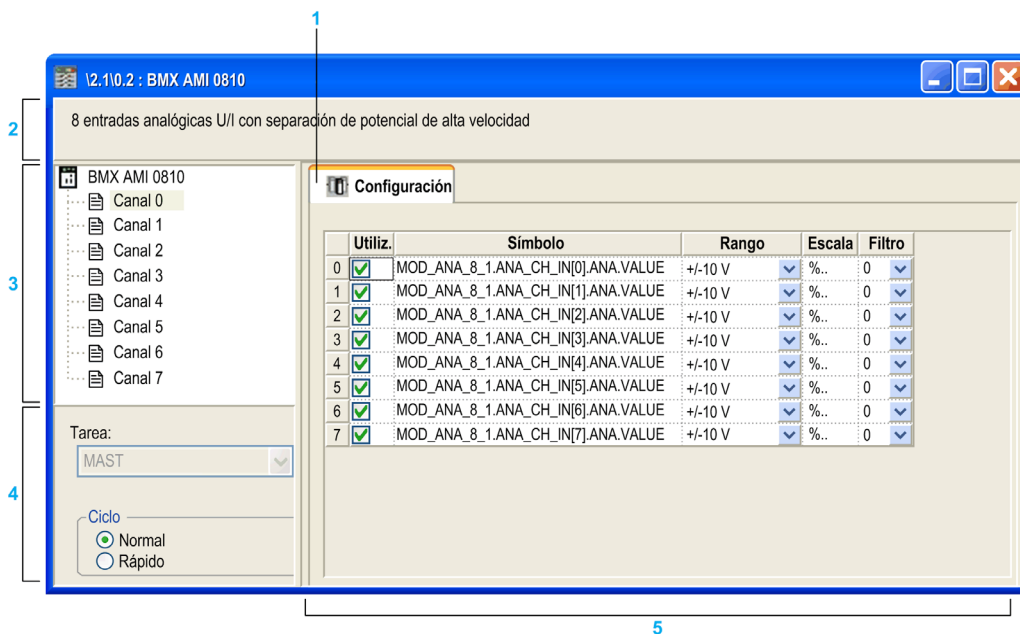 1
\2.1\0.2 : BMX AMI 0810
2
8 entradas analógicas U/I con separación de potencial de alta velocidad
3
BMX AMI 0810
Canal 0
Canal 1
Canal 2
Canal 3
Canal 4
Canal 5
Canal 6
Canal 7
Configuración
Utiliz. Símbolo Rango Escala Filtro
0 MOD_ANA_8_1.ANA_CH_IN[0].ANA.VALUE +/-10 V %.. 0
1 MOD_ANA_8_1.ANA_CH_IN[1].ANA.VALUE +/-10 V %.. 0
2 MOD_ANA_8_1.ANA_CH_IN[2].ANA.VALUE +/-10 V %.. 0
3 MOD_ANA_8_1.ANA_CH_IN[3].ANA.VALUE +/-10 V %.. 0
4 MOD_ANA_8_1.ANA_CH_IN[4].ANA.VALUE +/-10 V %.. 0
5 MOD_ANA_8_1.ANA_CH_IN[5].ANA.VALUE +/-10 V %.. 0
6 MOD_ANA_8_1.ANA_CH_IN[6].ANA.VALUE +/-10 V %.. 0
7 MOD_ANA_8_1.ANA_CH_IN[7].ANA.VALUE +/-10 V %.. 0
4
Tarea:
MAST
Ciclo
Normal
Rápido
5